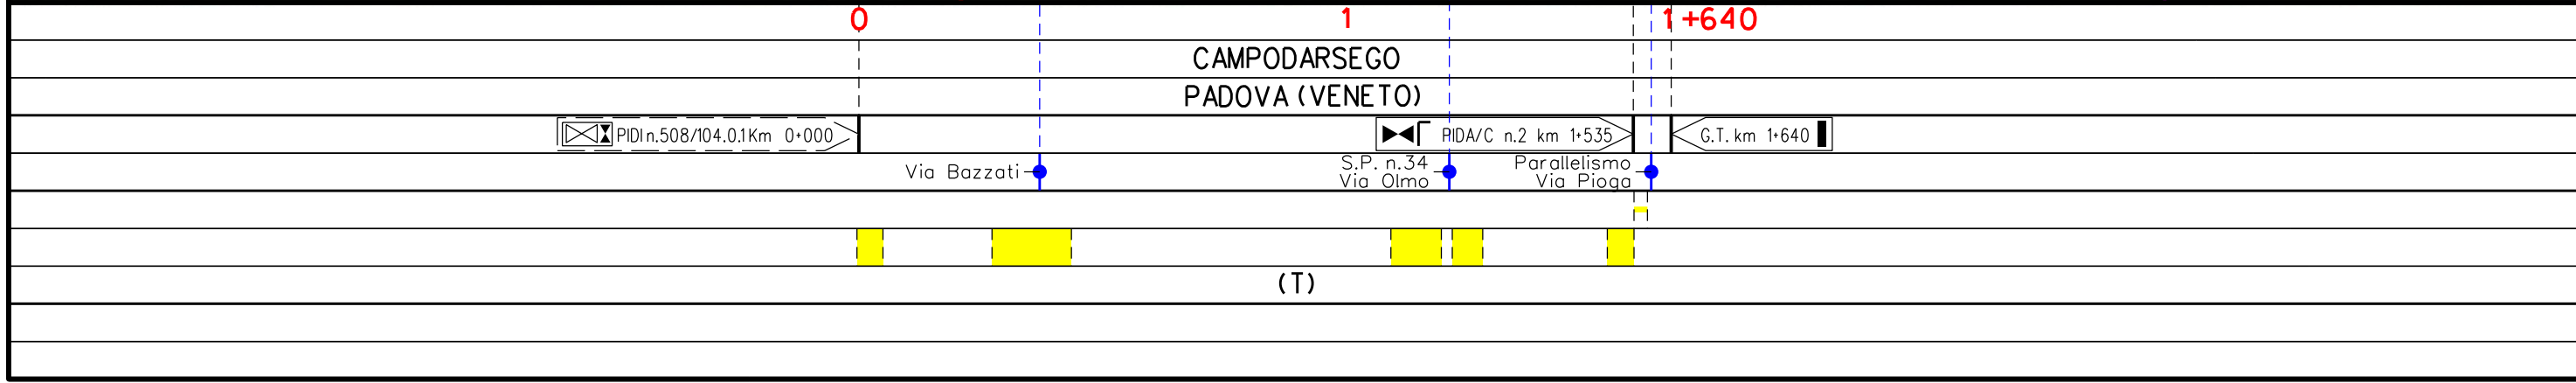 0 1 1+640
CAMPODARSEGO
PADOVA (VENETO)
PIDI n.508/104.0.1 Km 0+000 PIDA/C n.2 km 1+535 G.T. km 1+640
Via Bazzati
S.P. n.34
Via Olmo
Parallelismo
Via Pioga
(T)